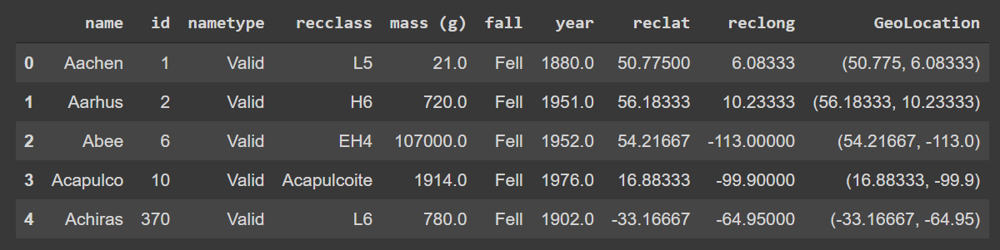 name id nametype recclass mass (g) fall year reclat reclong GeoLocation
0 Aachen 1 Valid L5 21.0 Fell 1880.0 50.77500 6.08333 (50.775, 6.08333)
1 Aarhus 2 Valid H6 720.0 Fell 1951.0 56.18333 10.23333 (56.18333, 10.23333)
2 Abee 6 Valid EH4 107000.0 Fell 1952.0 54.21667 -113.00000 (54.21667, -113.0)
3 Acapulco 10 Valid Acapulcoite 1914.0 Fell 1976.0 16.88333 -99.90000 (16.88333, -99.9)
4 Achiras 370 Valid L6 780.0 Fell 1902.0 -33.16667 -64.95000 (-33.16667, -64.95)